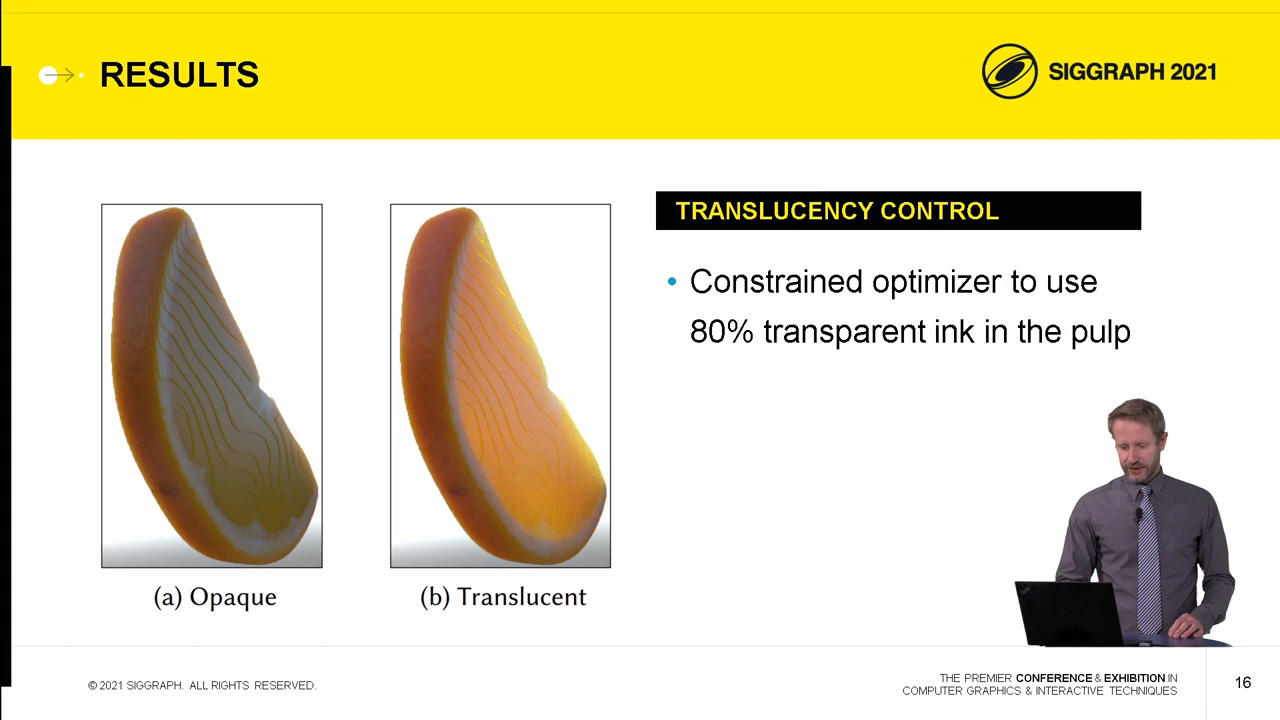 RESULTS
SIGGRAPH 2021
TRANSLUCENCY CONTROL
• Constrained optimizer to use
80% transparent ink in the pulp
(a) Opaque
(b) Translucent
© 2021 SIGGRAPH. ALL RIGHTS RESERVED.
THE PREMIER CONFERENCE & EXHIBITION IN
COMPUTER GRAPHICS & INTERACTIVE TECHNIQUES
16